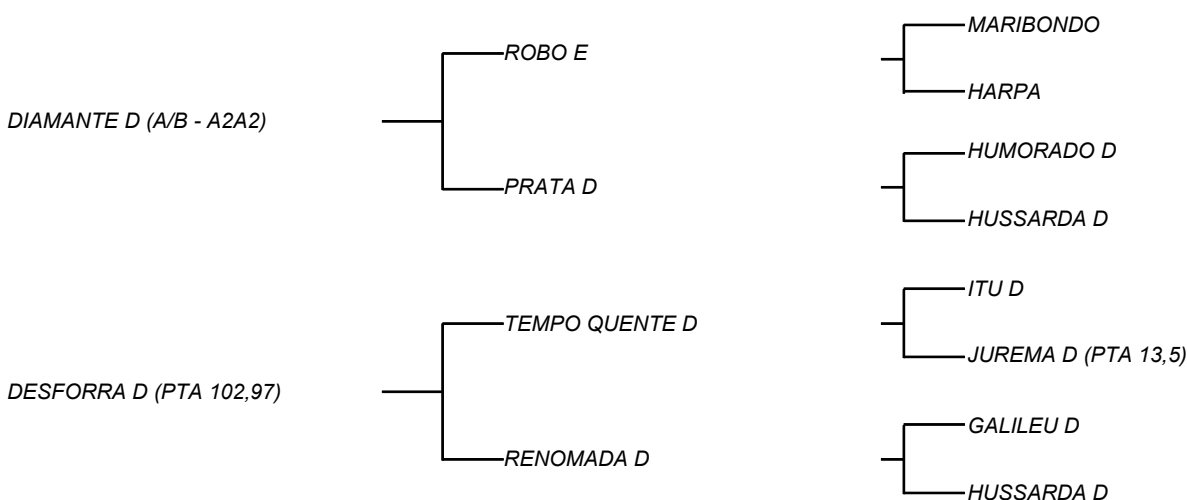 MARIBONDO
ROBO E
HARPA
DIAMANTE D (A/B - A2A2)
HUMORADO D
PRATA D
HUSSARDA D
ITU D
TEMPO QUENTE D
JUREMA D (PTA 13,5)
DESFORRA D (PTA 102,97)
GALILEU D
RENOMADA D
HUSSARDA D